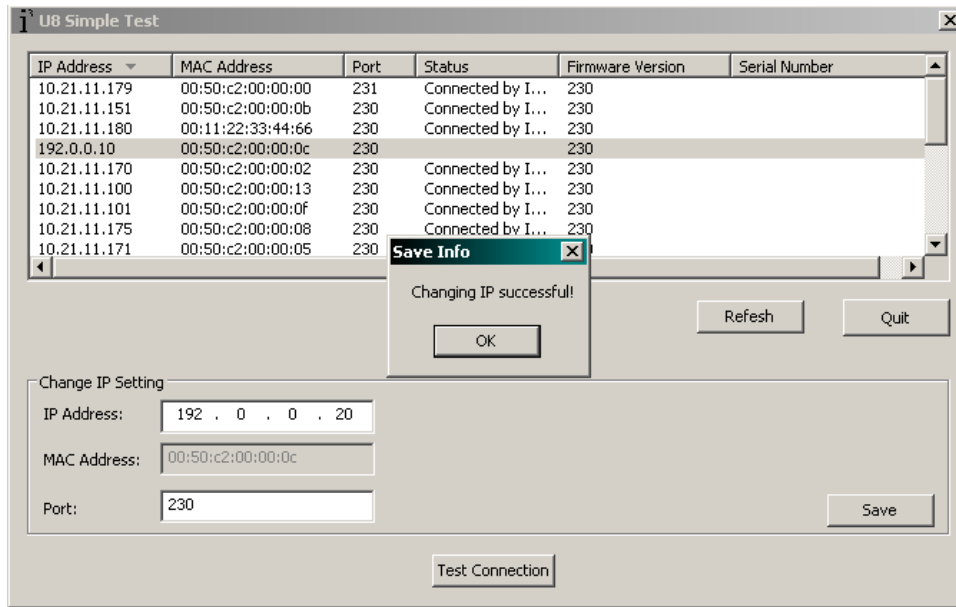 U8 Simple Test
IP Address MAC Address Port Status Firmware Version Serial Number
10.21.11.179 00:50:c2:00:00:00 231 Connected by I... 230
10.21.11.151 00:50:c2:00:00:0b 230 Connected by I... 230
10.21.11.180 00:11:22:33:44:66 230 Connected by I... 230
192.0.0.10 00:50:c2:00:00:0c 230 230
10.21.11.170 00:50:c2:00:00:02 230 Connected by I... 230
10.21.11.100 00:50:c2:00:00:13 230 Connected by I... 230
10.21.11.101 00:50:c2:00:00:0f 230 Connected by I... 230
10.21.11.175 00:50:c2:00:00:08 230 Connected by I... 230
10.21.11.171 00:50:c2:00:00:05 230
Save Info
Changing IP successful!
OK
Refesh Quit
Change IP Setting
IP Address: 192 . 0 . 0 . 20
MAC Address: 00:50:c2:00:00:0c
Port: 230
Save
Test Connection